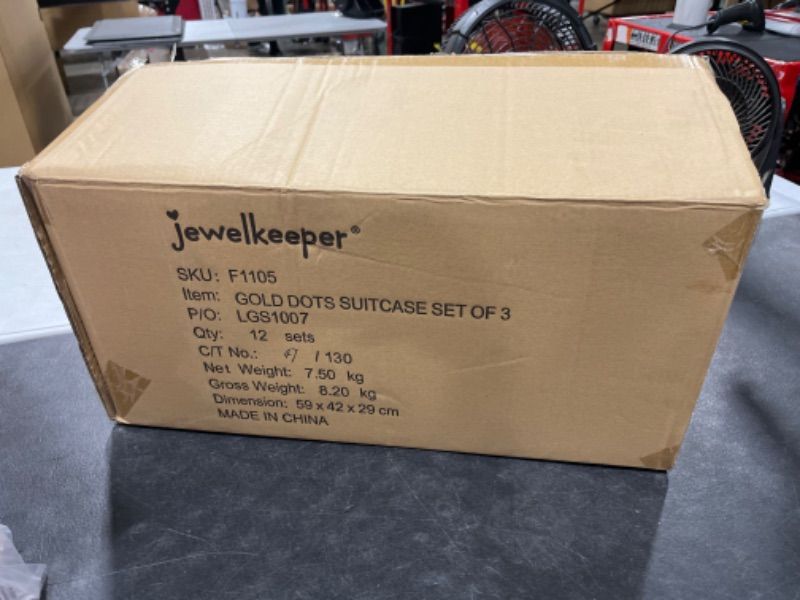 jewelkeeper®
SKU: F1105
Item: GOLD DOTS SUITCASE SET OF 3
P/O: LGS1007
Qty: 12 sets
C/T No.: / 130
Net Weight: 7.50 kg
Gross Weight: 8.20 kg
Dimension: 59 x 42 x 29 cm
MADE IN CHINA